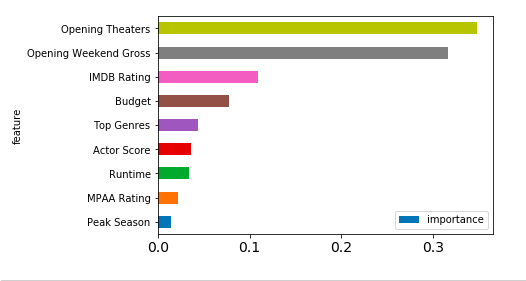 Opening Theaters
Opening Weekend Gross
IMDB Rating
Budget
Top Genres
Actor Score
Runtime
MPAA Rating
Peak Season
feature
importance
0.0 0.1 0.2 0.3